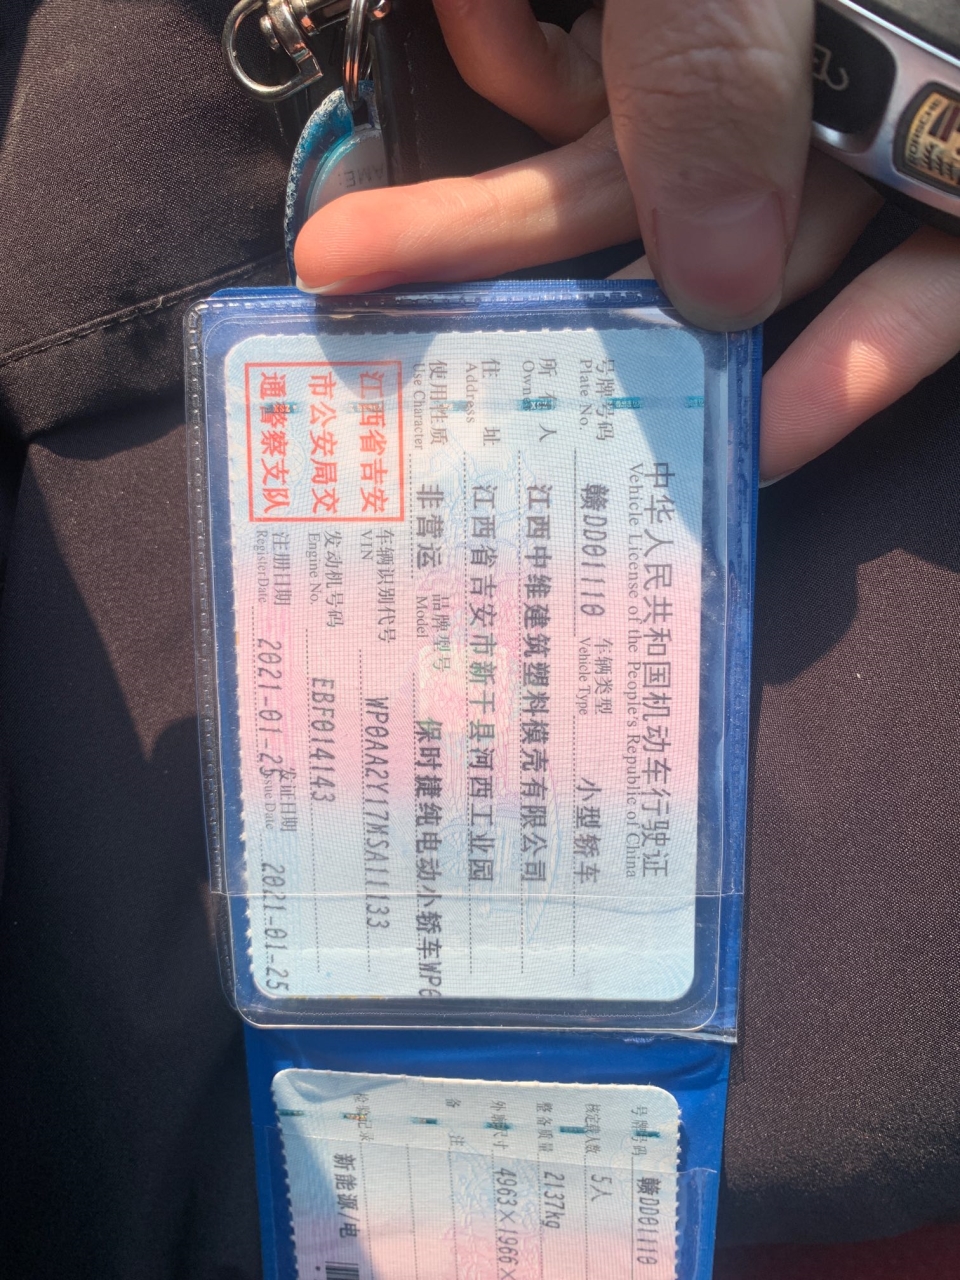 中华人民共和国机动车行驶证
Vehicle License of the People's Republic of China
号牌号码 赣DD01110 车辆类型 小型轿车
Plate No. Vehicle Type
所有人 江西中维建筑塑料模壳有限公司
Owner
住址 江西省吉安市新干县河西工业园
Address
使用性质 非营运 品牌型号 保时捷纯电动小轿车WP0
Use Character Model
江西省吉安
市公安局交
通警察支队
车辆识别代号 WP0AA2Y17MSA11133
VIN
发动机号码 EBF014143
Engine No.
注册日期 2021-01-25 发证日期 2021-01-25
Register Date Issue Date
号牌号码 赣DD01110
核定载人数 5人
整备质量 2137kg
外廓尺寸 4963×1966×
备注
检验记录 新能源/电
PORSCHE